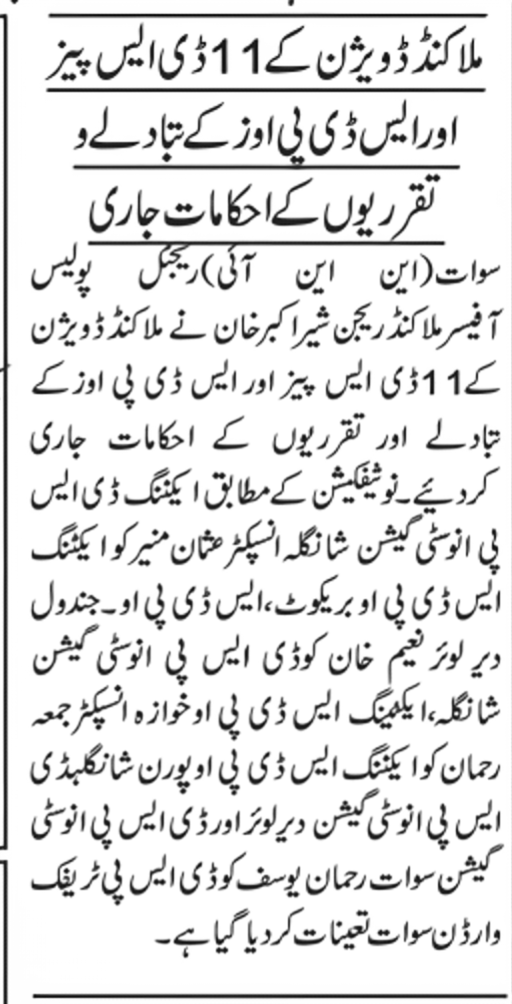 ملاکنڈ ڈویژن کے 11 ڈی ایس پیز
اور ایس ڈی پی اوز کے تبادلے و
تقرریوں کے احکامات جاری
سوات (این این آئی) ریجنل پولیس
آفیسر ملاکنڈ ریجن شیر اکبر خان نے ملاکنڈ ڈویژن
کے 11 ڈی ایس پیز اور ایس ڈی پی اوز کے
تبادلے اور تقرریوں کے احکامات جاری
کردئیے۔ نوٹیفکیشن کے مطابق ایکٹنگ ڈی ایس
پی انوسٹی گیشن شانگلہ انسپکٹر عثمان منیر کو ایکٹنگ
ایس ڈی پی او بریکوٹ، ایس ڈی پی او۔ جندول
دیر لوئر نعیم خان کو ڈی ایس پی انوسٹی گیشن
شانگلہ، ایکٹینگ ایس ڈی پی او خوازہ انسپکٹر جمعہ
رحمان کو ایکٹنگ ایس ڈی پی او پورن شانگلہڈی
ایس پی انوسٹی گیشن دیر لوئر اور ڈی ایس پی انوسٹی
گیشن سوات رحمان یوسف کو ڈی ایس پی ٹریفک
وارڈن سوات تعینات کر دیا گیا ہے۔